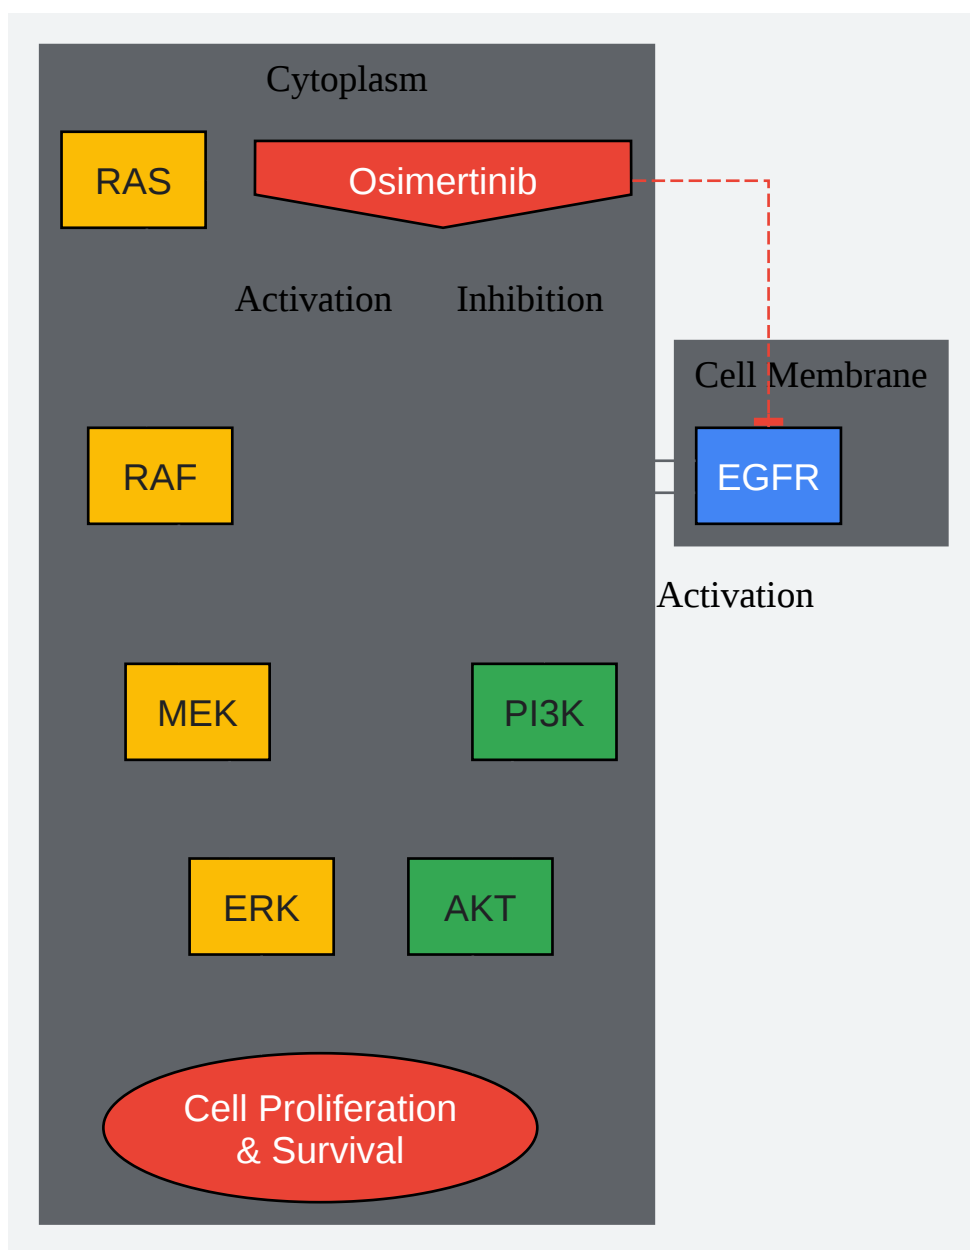 Cytoplasm
RAS
Osimertinib
Activation
Inhibition
Cell Membrane
RAF
EGFR
Activation
MEK
PI3K
ERK
AKT
Cell Proliferation
& Survival